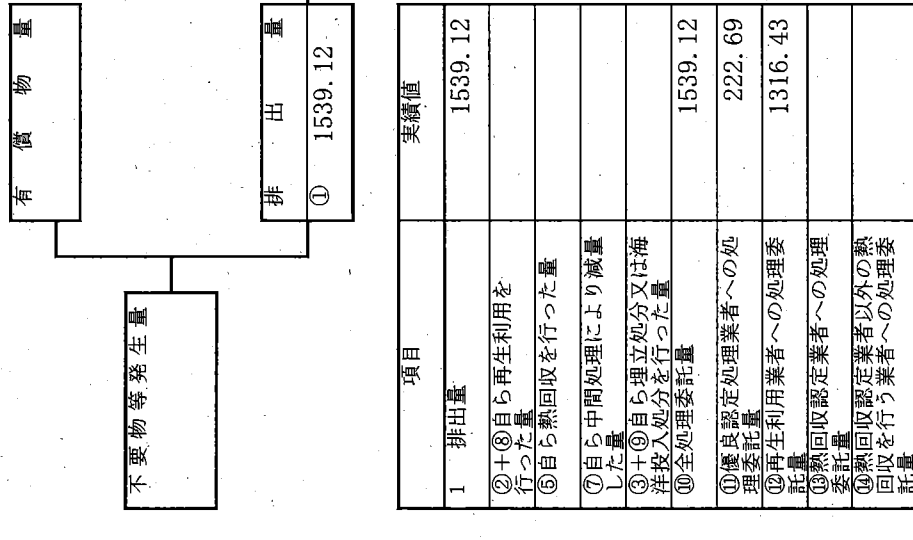 有償物量
不要物等発生量
排出量
① 1539.12
項目 実績値
1 排出量 1539.12
②+⑧自ら再生利用を
行った量
⑤自ら熱回収を行った量
⑦自ら中間処理により減量
した量
③+⑨自ら埋立処分又は海
洋投入処分を行った量
⑩全処理委託量 1539.12
⑪優良認定処理業者への処
理委託量 222.69
⑫再生利用業者への処理委
託量 1316.43
⑬熱回収認定業者への処理
委託量
⑭熱回収認定業者以外の熱
回収を行う業者への処理委
託量